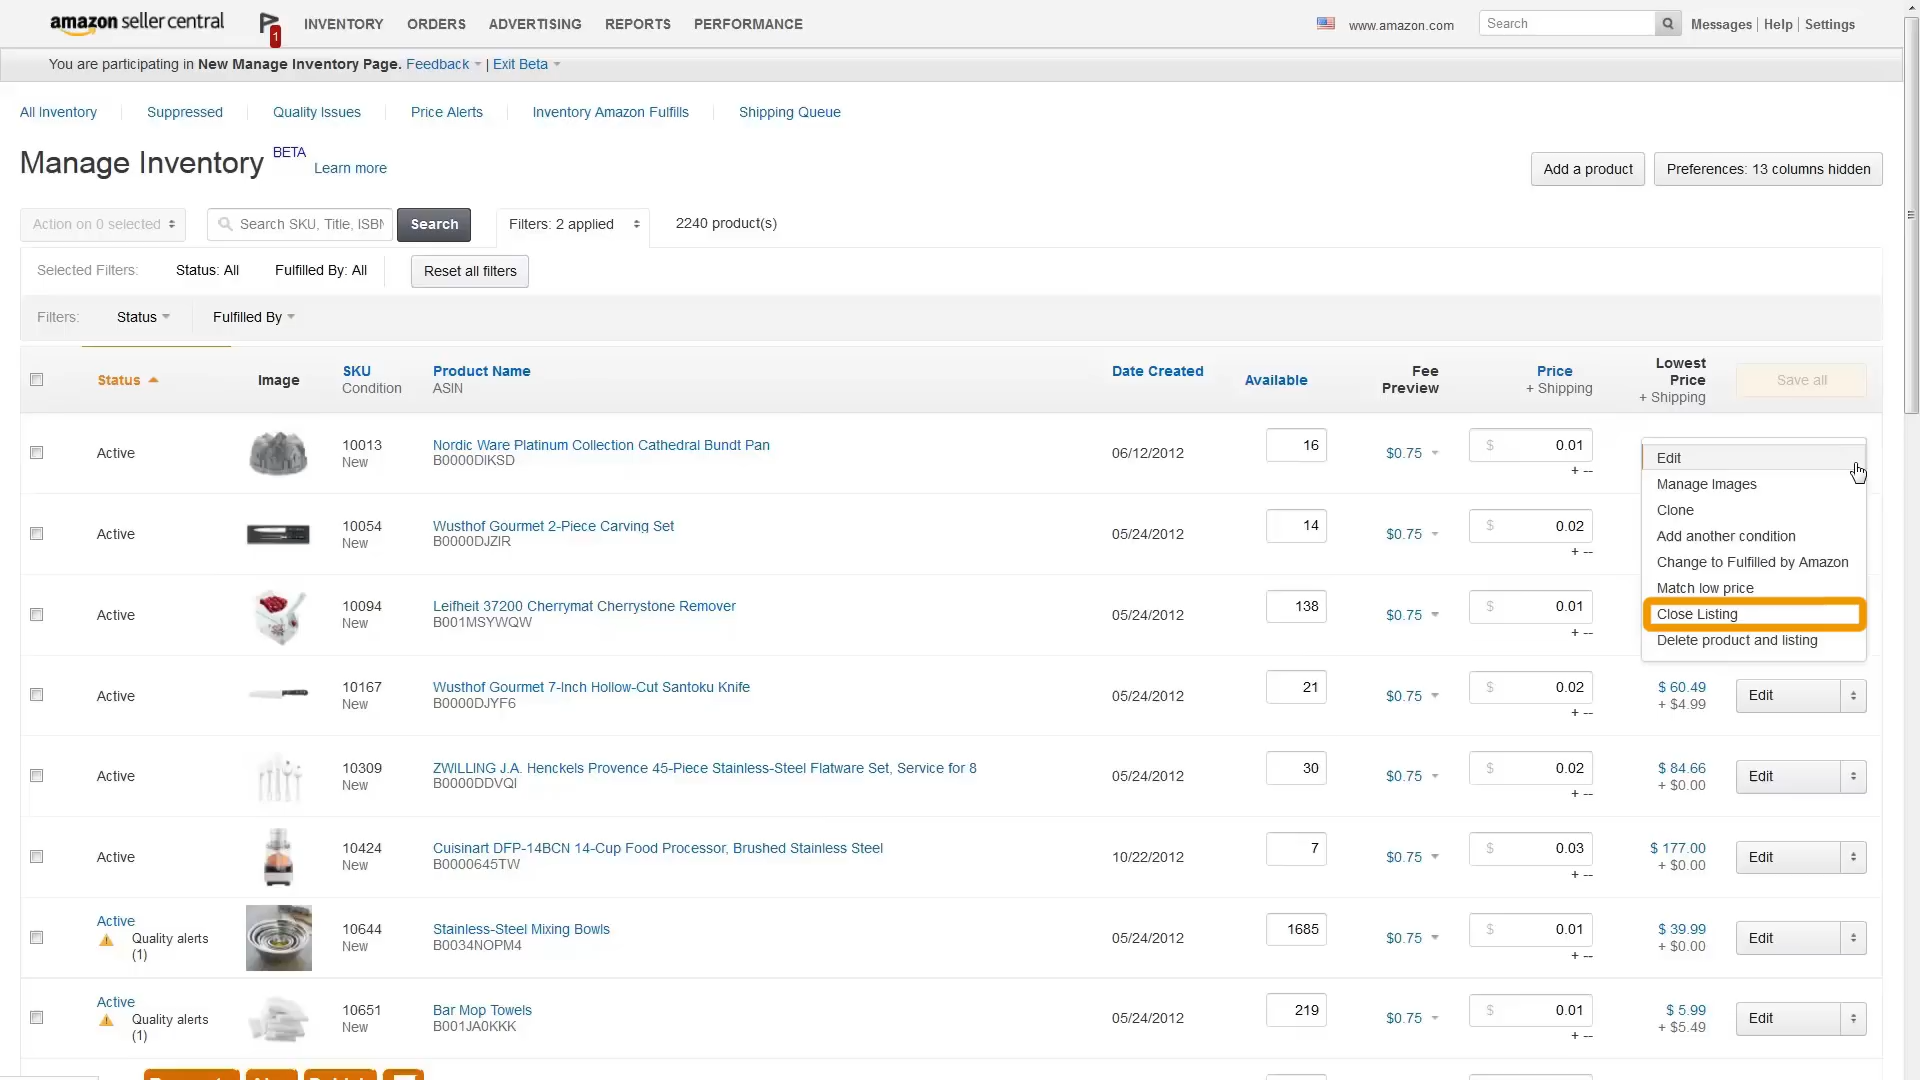 amazon seller central
1
INVENTORY ORDERS ADVERTISING REPORTS PERFORMANCE
www.amazon.com
Search
Messages | Help | Settings
You are participating in New Manage Inventory Page. Feedback | Exit Beta
All Inventory Suppressed Quality Issues Price Alerts Inventory Amazon Fulfills Shipping Queue
Manage Inventory BETA Learn more
Add a product
Preferences: 13 columns hidden
Action on 0 selected
Search SKU, Title, ISBN
Search
Filters: 2 applied
2240 product(s)
Selected Filters: Status: All Fulfilled By: All Reset all filters
Filters: Status Fulfilled By
Status Image SKU Product Name Date Created Available Fee Preview Price Lowest Price Save all
Condition ASIN + Shipping + Shipping
Active 10013 Nordic Ware Platinum Collection Cathedral Bundt Pan 06/12/2012 16 $0.75 $ 0.01
New B0000DIKSD + --
Edit
Manage Images
Clone
Add another condition
Change to Fulfilled by Amazon
Match low price
Close Listing
Delete product and listing
Active 10054 Wusthof Gourmet 2-Piece Carving Set 05/24/2012 14 $0.75 $ 0.02
New B0000DJZIR + --
Active 10094 Leifheit 37200 Cherrymat Cherrystone Remover 05/24/2012 138 $0.75 $ 0.01
New B001MSYWQW + --
Active 10167 Wusthof Gourmet 7-Inch Hollow-Cut Santoku Knife 05/24/2012 21 $0.75 $ 0.02 $ 60.49 Edit
New B0000DJYF6 + -- + $4.99
Active 10309 ZWILLING J.A. Henckels Provence 45-Piece Stainless-Steel Flatware Set, Service for 8 05/24/2012 30 $0.75 $ 0.02 $ 84.66 Edit
New B0000DDVQI + -- + $0.00
Active 10424 Cuisinart DFP-14BCN 14-Cup Food Processor, Brushed Stainless Steel 10/22/2012 7 $0.75 $ 0.03 $ 177.00 Edit
New B0000645TW + -- + $0.00
Active 10644 Stainless-Steel Mixing Bowls 05/24/2012 1685 $0.75 $ 0.01 $ 39.99 Edit
Quality alerts (1) New B0034NOPM4 + -- + $0.00
Active 10651 Bar Mop Towels 05/24/2012 219 $0.75 $ 0.01 $ 5.99 Edit
Quality alerts (1) New B001JA0KKK + -- + $5.49